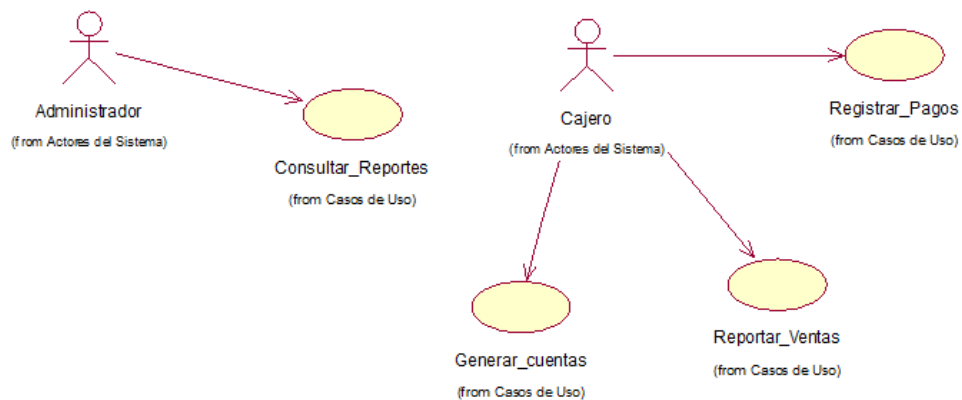 Administrador
(from Actores del Sistema)
Consultar_Reportes
(from Casos de Uso)
Cajero
(from Actores del Sistema)
Registrar_Pagos
(from Casos de Uso)
Generar_cuentas
(from Casos de Uso)
Reportar_Ventas
(from Casos de Uso)